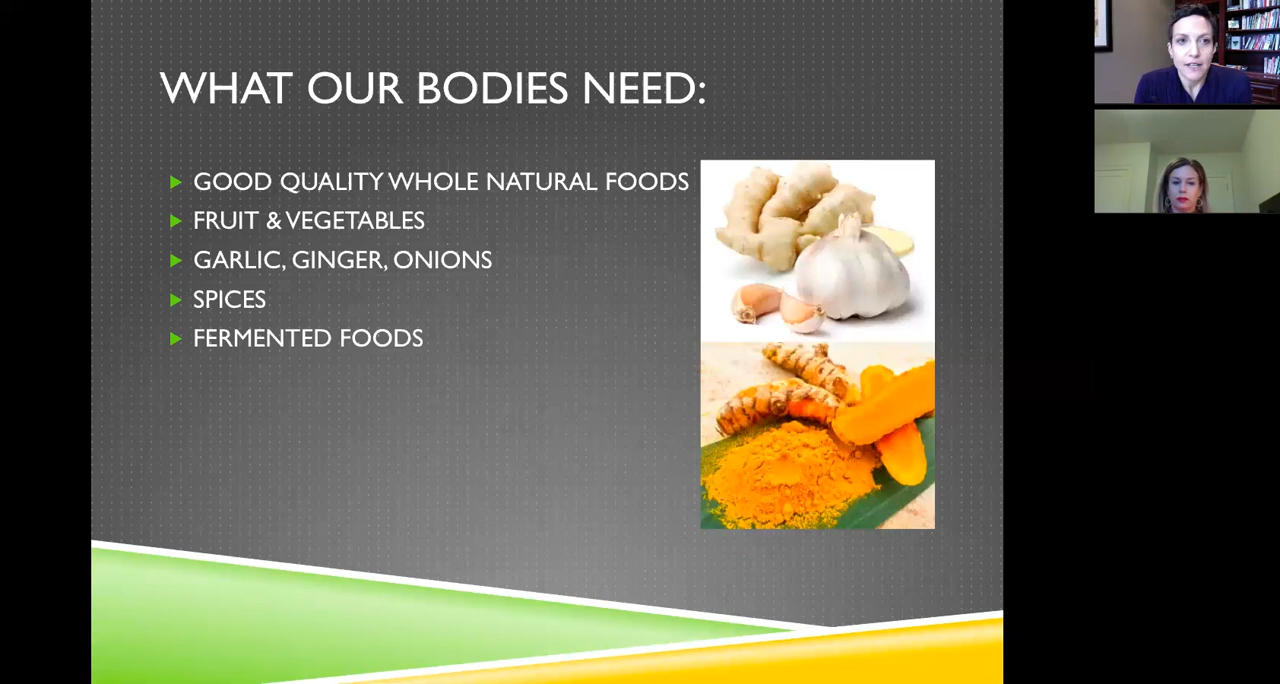 WHAT OUR BODIES NEED:
GOOD QUALITY WHOLE NATURAL FOODS
FRUIT & VEGETABLES
GARLIC, GINGER, ONIONS
SPICES
FERMENTED FOODS